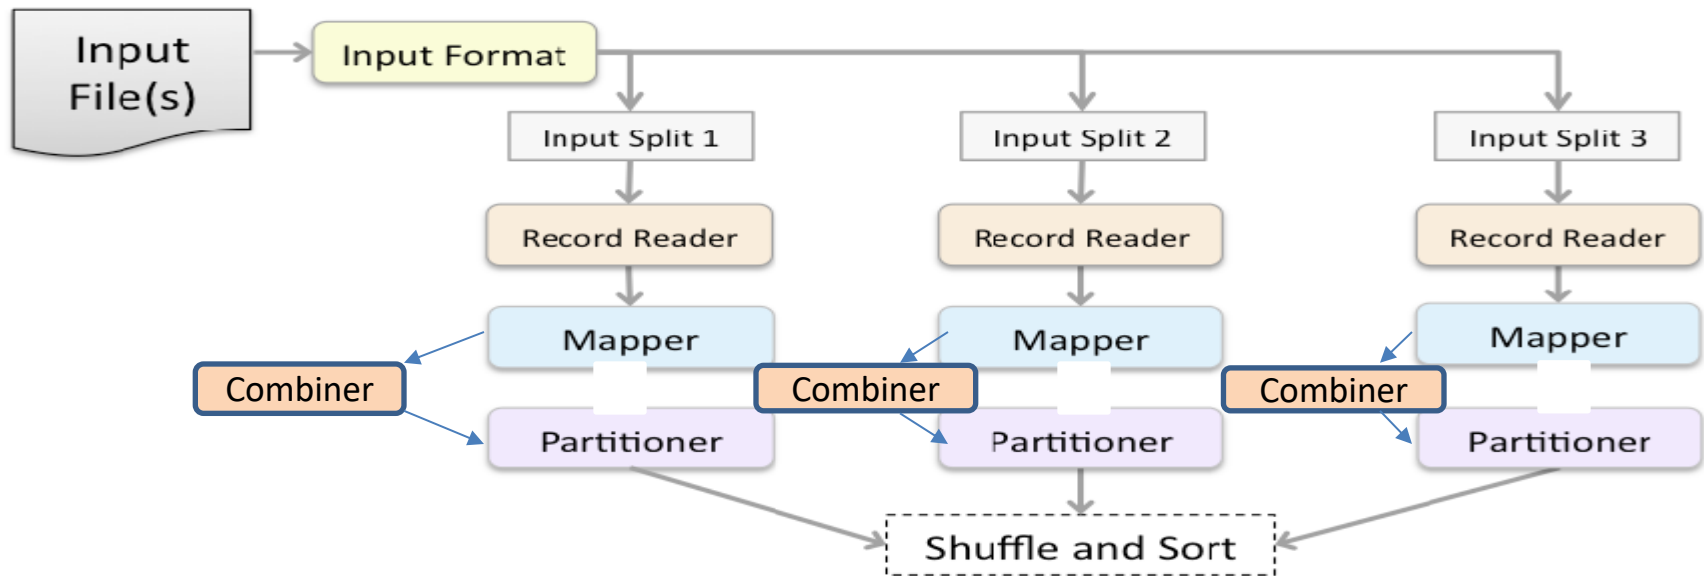 Input
File(s)
Input Format
Input Split 1
Input Split 2
Input Split 3
Record Reader
Record Reader
Record Reader
Mapper
Mapper
Mapper
Combiner
Combiner
Combiner
Partitioner
Partitioner
Partitioner
Shuffle and Sort